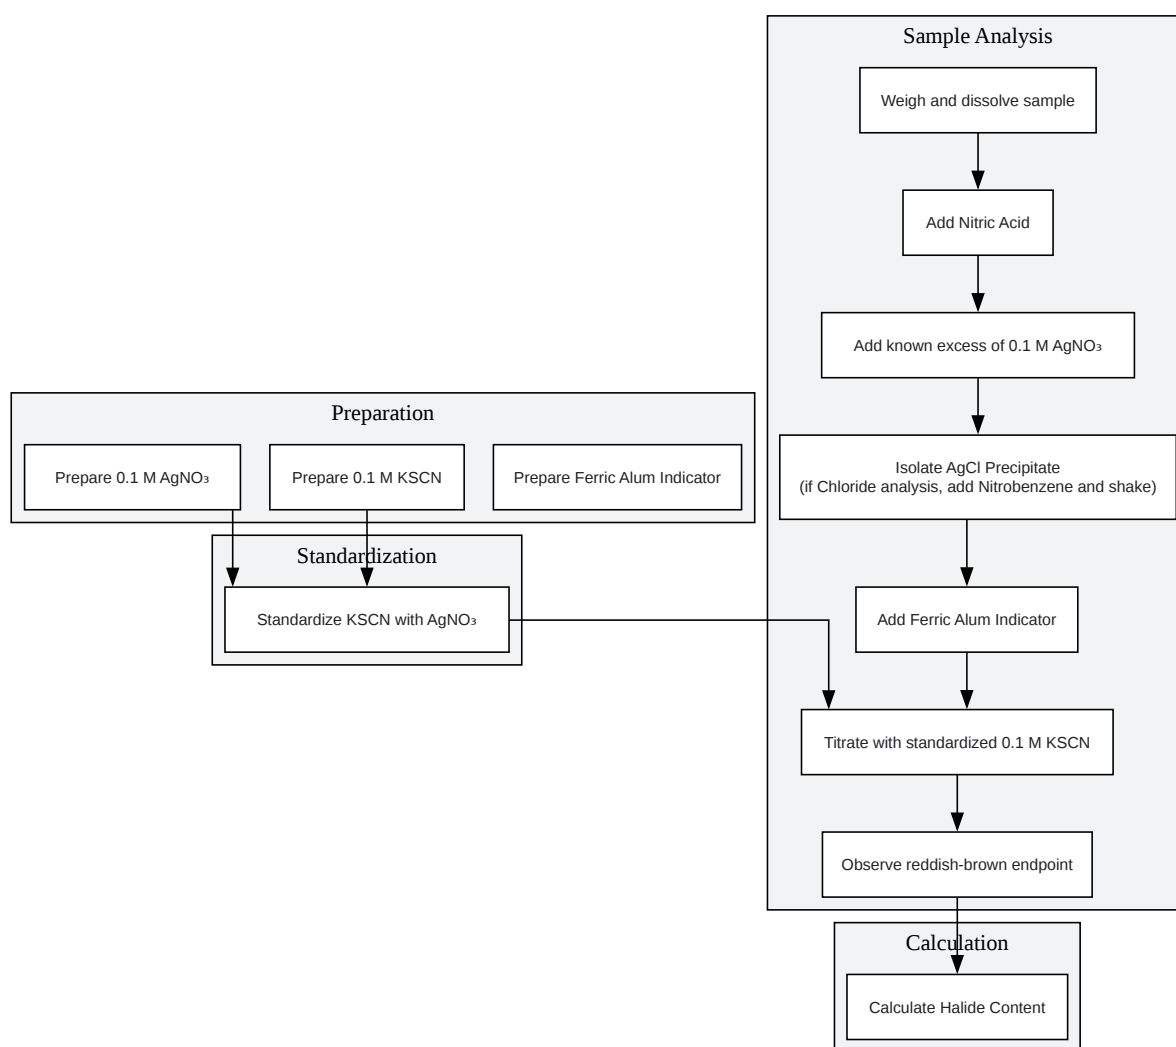 Sample Analysis
Weigh and dissolve sample
Add Nitric Acid
Add known excess of 0.1 M AgNO₃
Isolate AgCl Precipitate
(if Chloride analysis, add Nitrobenzene and shake)
Add Ferric Alum Indicator
Titrate with standardized 0.1 M KSCN
Observe reddish-brown endpoint
Preparation
Prepare 0.1 M AgNO₃
Prepare 0.1 M KSCN
Prepare Ferric Alum Indicator
Standardization
Standardize KSCN with AgNO₃
Calculation
Calculate Halide Content